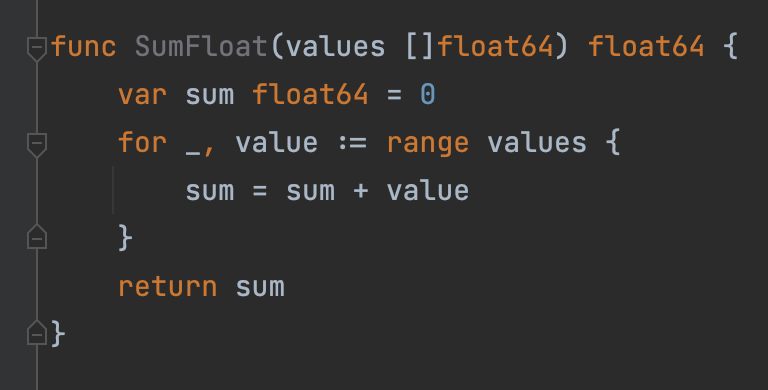 func SumFloat(values []float64) float64 {
    var sum float64 = 0
    for _, value := range values {
        sum = sum + value
    }
    return sum
}